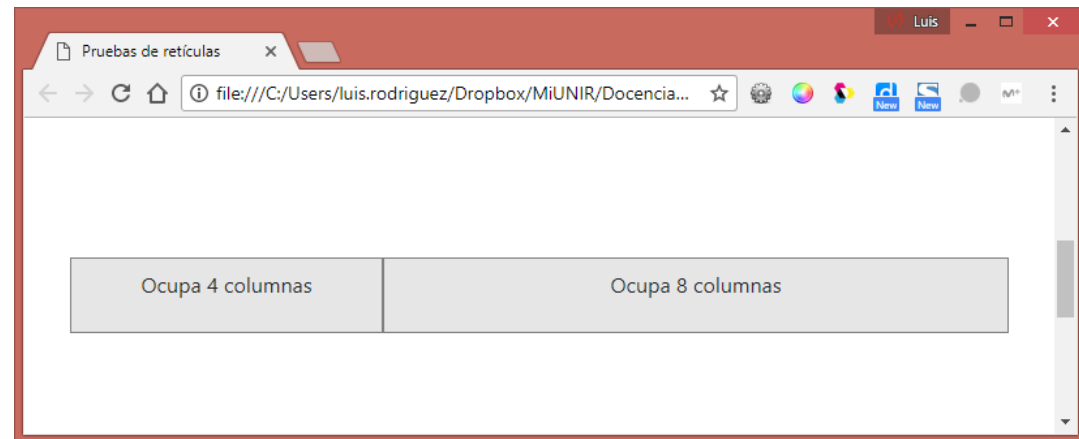 Luis
Pruebas de retículas
file:///C:/Users/luis.rodriguez/Dropbox/MiUNIR/Docencia...
New
New
M+
Ocupa 4 columnas
Ocupa 8 columnas